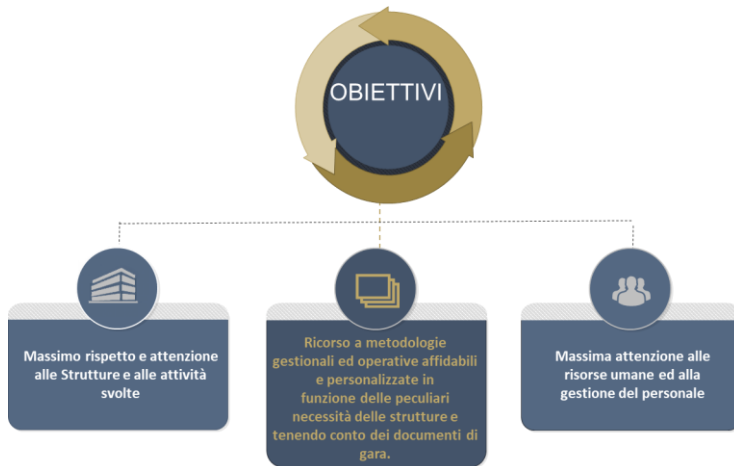 OBIETTIVI
Massimo rispetto e attenzione
alle Strutture e alle attività
svolte
Ricorso a metodologie
gestionali ed operative affidabili
e personalizzate in
funzione delle peculiari
necessità delle strutture e
tenendo conto dei documenti di
gara.
Massima attenzione alle
risorse umane ed alla
gestione del personale